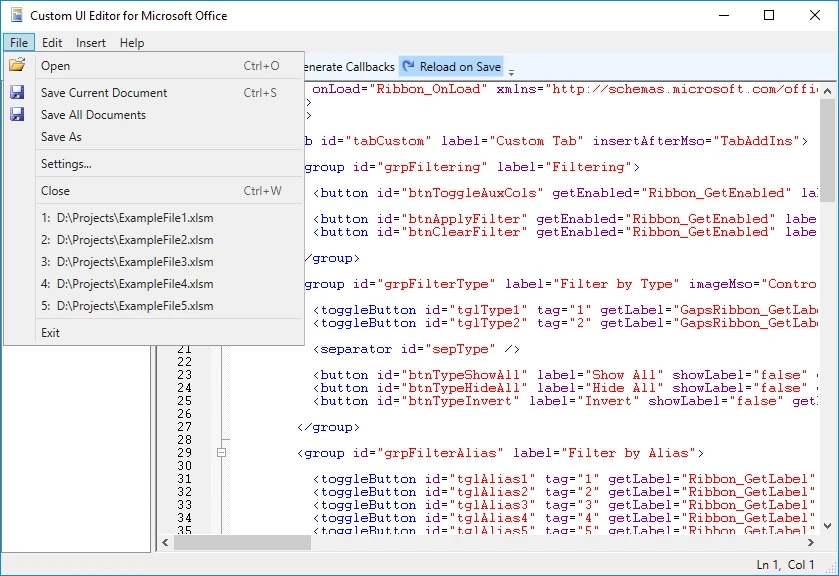 Custom UI Editor for Microsoft Office
File Edit Insert Help
Open Ctrl+O
Save Current Document Ctrl+S
Save All Documents
Save As
Settings...
Close Ctrl+W
1: D:\Projects\ExampleFile1.xlsm
2: D:\Projects\ExampleFile2.xlsm
3: D:\Projects\ExampleFile3.xlsm
4: D:\Projects\ExampleFile4.xlsm
5: D:\Projects\ExampleFile5.xlsm
Exit
enerate Callbacks Reload on Save
onLoad="Ribbon_OnLoad" xmlns="http://schemas.microsoft.com/offi
>
>
b id="tabCustom" label="Custom Tab" insertAfterMso="TabAddIns">
group id="grpFiltering" label="Filtering">
<button id="btnToggleAuxCols" getEnabled="Ribbon_GetEnabled" la
<button id="btnApplyFilter" getEnabled="Ribbon_GetEnabled" labe
<button id="btnClearFilter" getEnabled="Ribbon_GetEnabled" labe
/group>
group id="grpFilterType" label="Filter by Type" imageMso="Contro
<toggleButton id="tglType1" tag="1" getLabel="GapsRibbon_GetLabe
<toggleButton id="tglType2" tag="2" getLabel="GapsRibbon_GetLabe
21 <separator id="sepType" />
22
23 <button id="btnTypeShowAll" label="Show All" showLabel="false"
24 <button id="btnTypeHideAll" label="Hide All" showLabel="false"
25 <button id="btnTypeInvert" label="Invert" showLabel="false" get
26
27 </group>
28
29 <group id="grpFilterAlias" label="Filter by Alias">
30
31 <toggleButton id="tglAlias1" tag="1" getLabel="Ribbon_GetLabel"
32 <toggleButton id="tglAlias2" tag="2" getLabel="Ribbon_GetLabel"
33 <toggleButton id="tglAlias3" tag="3" getLabel="Ribbon_GetLabel"
34 <toggleButton id="tglAlias4" tag="4" getLabel="Ribbon_GetLabel"
35 <toggleButton id="tglAlias5" tag="5" getLabel="Ribbon_GetLabel"
Ln 1, Col 1